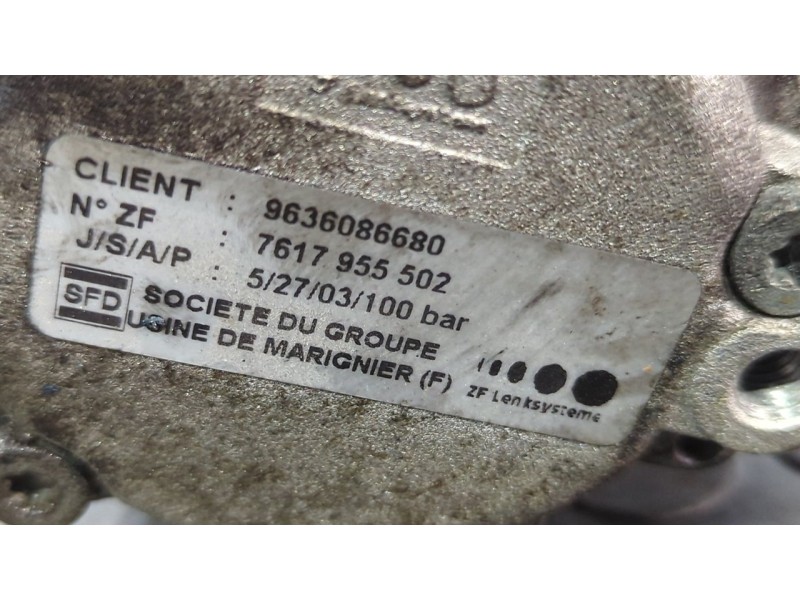 CLIENT : 9636086680
N° ZF : 7617 955 502
J/S/A/P : 5/27/03/100 bar
SFD SOCIETE DU GROUPE
USINE DE MARIGNIER (F)
ZF Lenksysteme